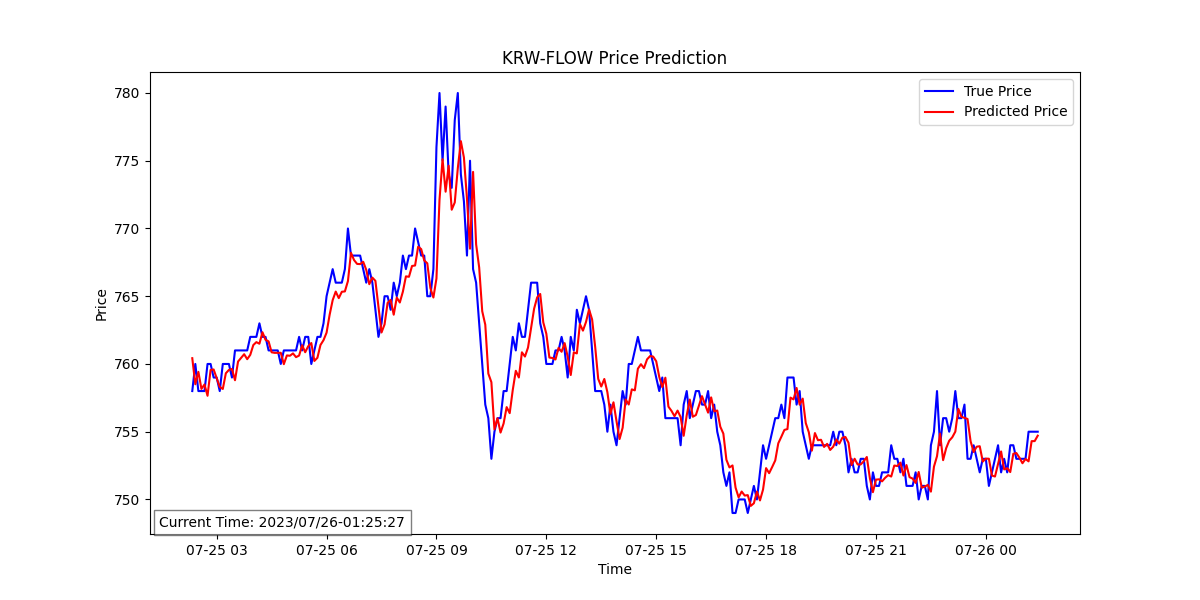 KRW-FLOW Price Prediction
True Price
Predicted Price
Price
780
775
770
765
760
755
750
Current Time: 2023/07/26-01:25:27
07-25 03
07-25 06
07-25 09
07-25 12
07-25 15
07-25 18
07-25 21
07-26 00
Time